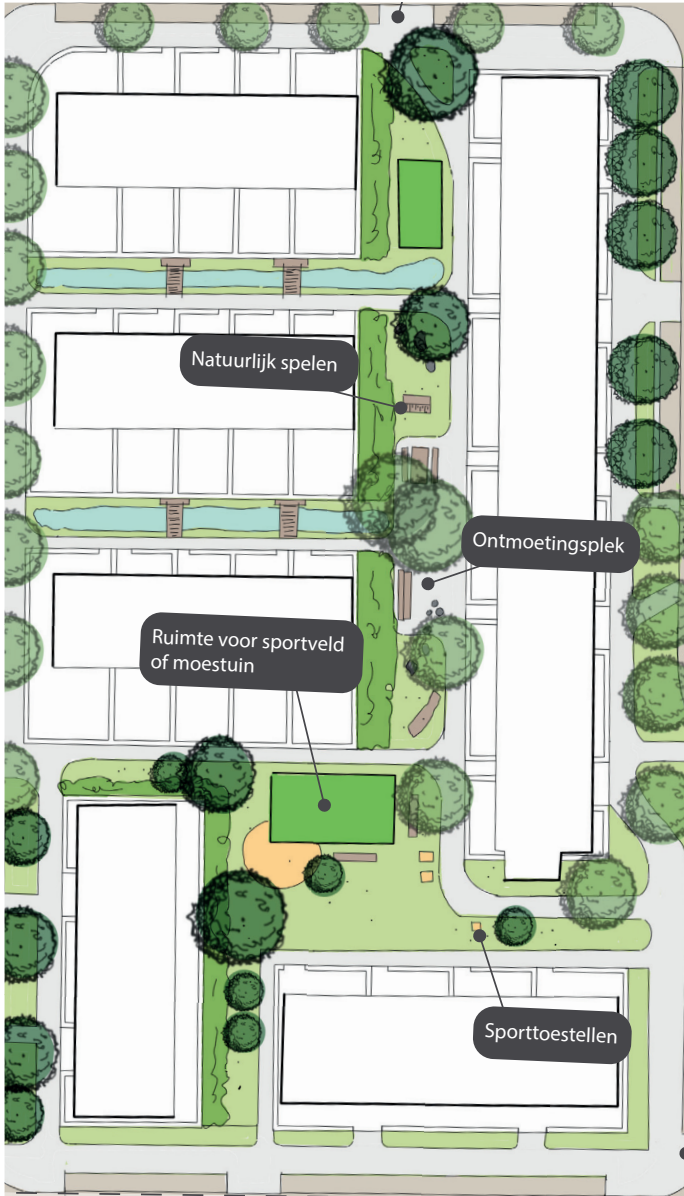 Natuurlijk spelen
Ontmoetingsplek
Ruimte voor sportveld
of moestuin
Sporttoestellen